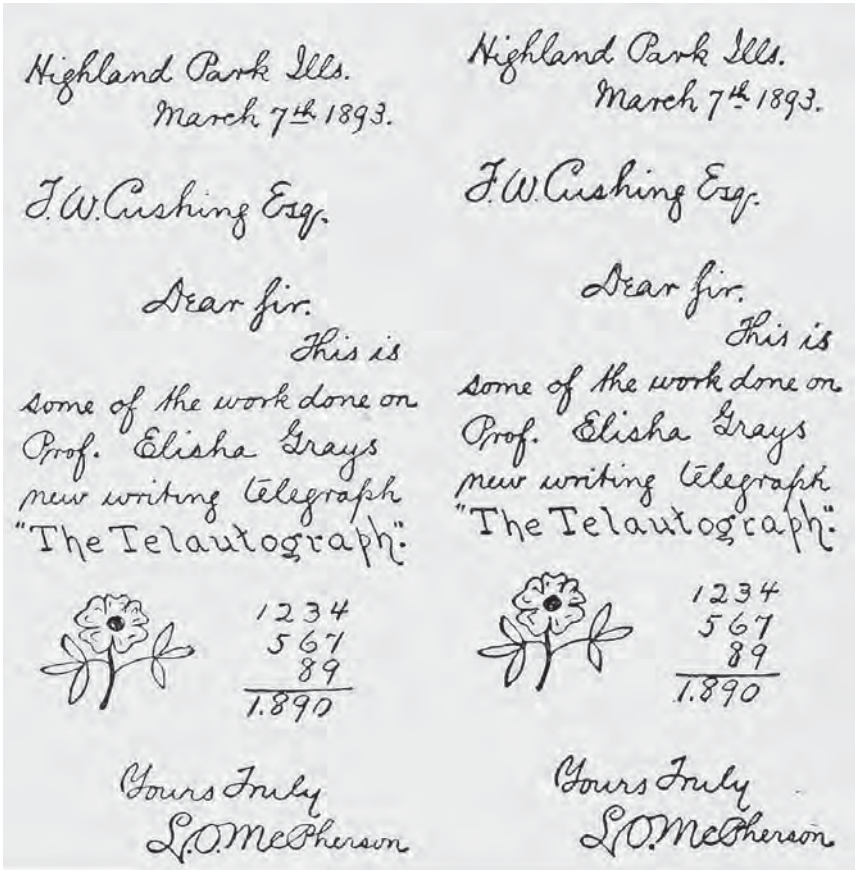 Highland Park Ills.
March 7th 1893.
F. W. Cushing Esq.
Dear Sir.
This is
some of the work done on
Prof. Elisha Grays
new writing telegraph
"The Telautograph".
1234
567
89
1.890
Yours Truly
L. O. McPherson
Highland Park Ills.
March 7th 1893.
F. W. Cushing Esq.
Dear Sir.
This is
some of the work done on
Prof. Elisha Grays
new writing telegraph
"The Telautograph".
1234
567
89
1.890
Yours Truly
L. O. McPherson